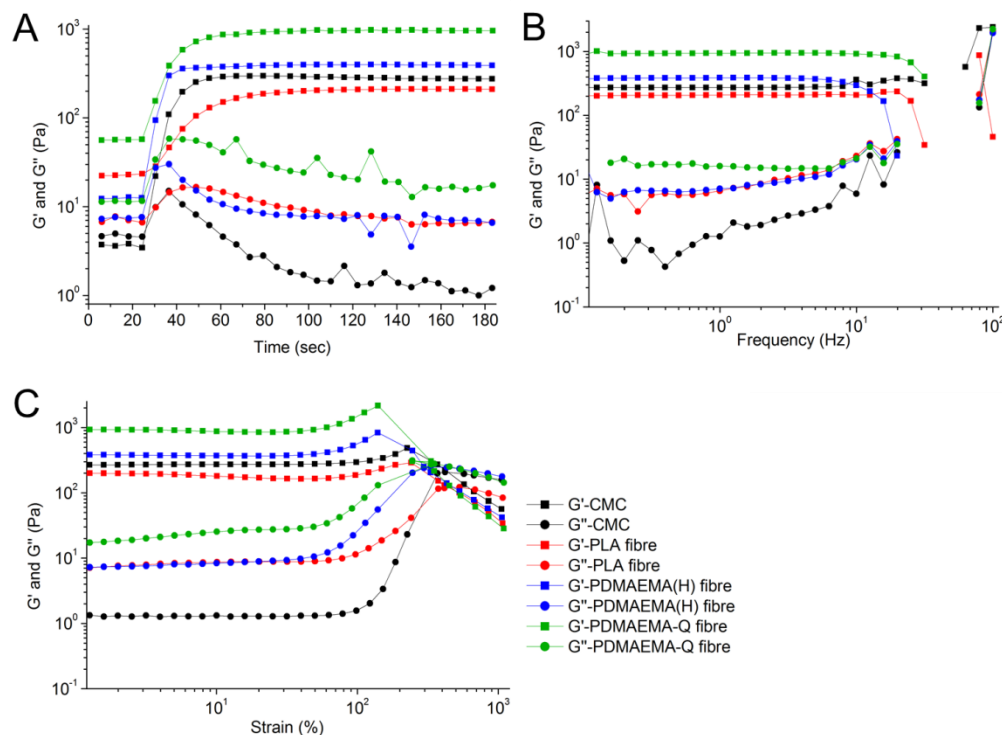 A
G' and G'' (Pa)
10³
10²
10¹
10⁰
0 20 40 60 80 100 120 140 160 180
Time (sec)
B
G' and G'' (Pa)
10³
10²
10¹
10⁰
10⁻¹
10⁰ 10¹ 10²
Frequency (Hz)
C
G' and G'' (Pa)
10³
10²
10¹
10⁰
10⁻¹
10¹ 10² 10³
Strain (%)
G'-CMC
G''-CMC
G'-PLA fibre
G''-PLA fibre
G'-PDMAEMA(H) fibre
G''-PDMAEMA(H) fibre
G'-PDMAEMA-Q fibre
G''-PDMAEMA-Q fibre